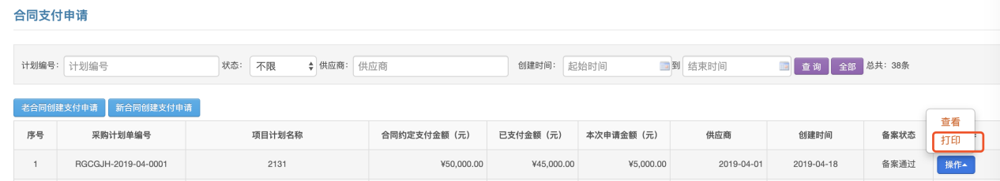 合同支付申请
计划编号: 计划编号 状态: 不限 供应商: 供应商 创建时间: 起始时间 到 结束时间 查询 全部 总共: 38条
老合同创建支付申请 新合同创建支付申请
查看
打印
序号 采购计划单编号 项目计划名称 合同约定支付金额（元） 已支付金额（元） 本次申请金额（元） 供应商 创建时间 备案状态
1 RGCGJH-2019-04-0001 2131 ¥50,000.00 ¥45,000.00 ¥5,000.00 2019-04-01 2019-04-18 备案通过 操作